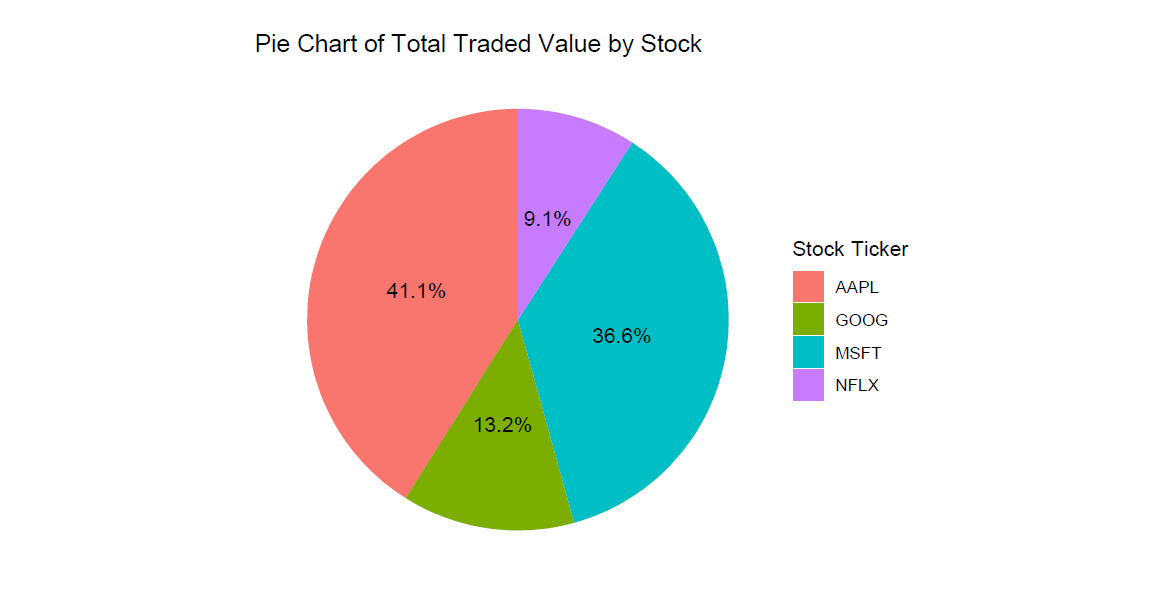 Pie Chart of Total Traded Value by Stock
9.1%
41.1%
36.6%
13.2%
Stock Ticker
AAPL
GOOG
MSFT
NFLX